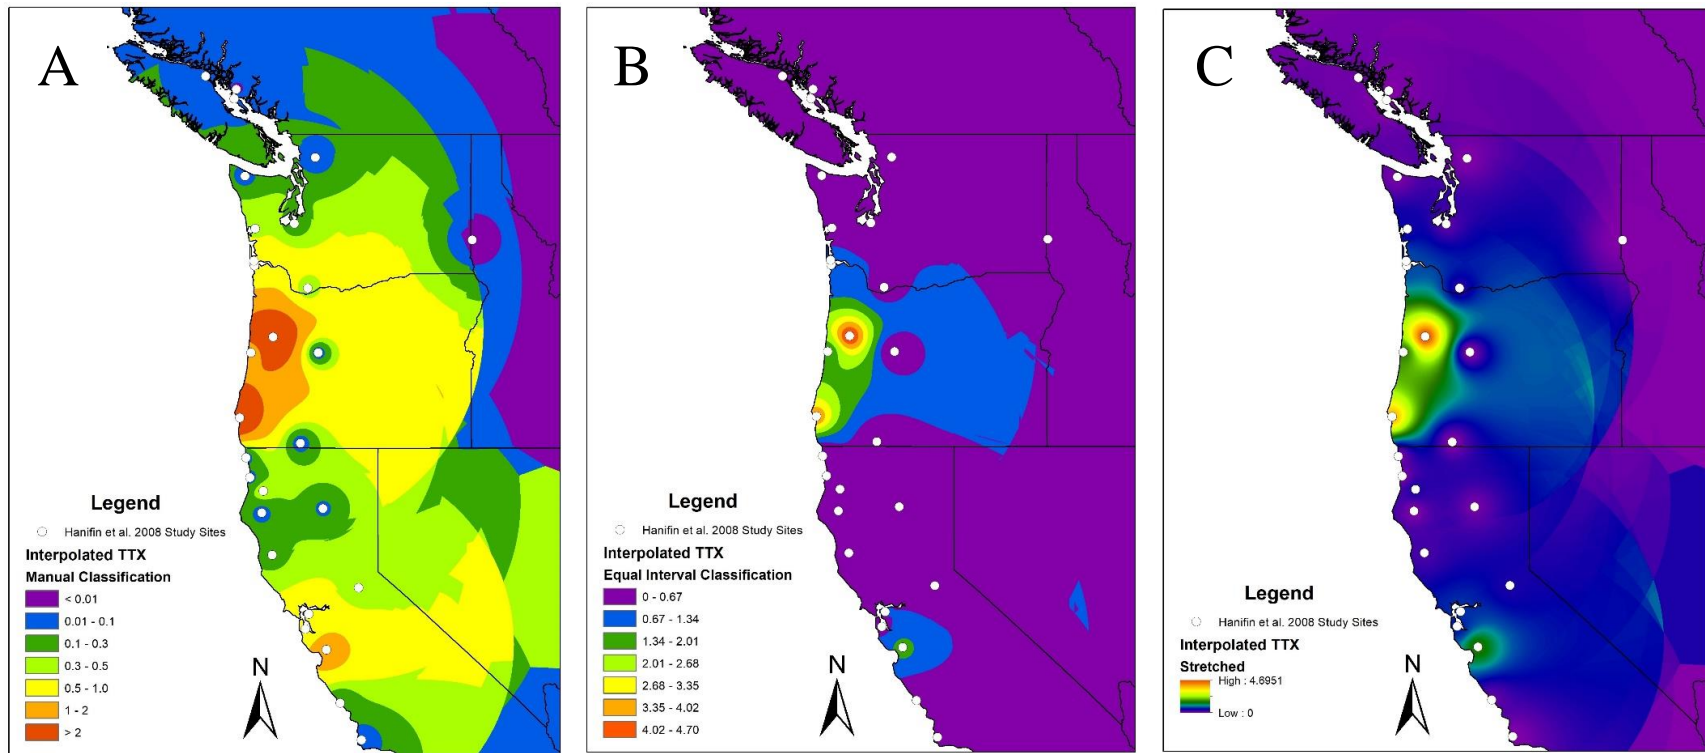 A
N
Legend
Hanifin et al. 2008 Study Sites
Interpolated TTX
Manual Classification
< 0.01
0.01 - 0.1
0.1 - 0.3
0.3 - 0.5
0.5 - 1.0
1 - 2
> 2
B
N
Legend
Hanifin et al. 2008 Study Sites
Interpolated TTX
Equal Interval Classification
0 - 0.67
0.67 - 1.34
1.34 - 2.01
2.01 - 2.68
2.68 - 3.35
3.35 - 4.02
4.02 - 4.70
C
N
Legend
Hanifin et al. 2008 Study Sites
Interpolated TTX
Stretched
High : 4.6951
Low : 0